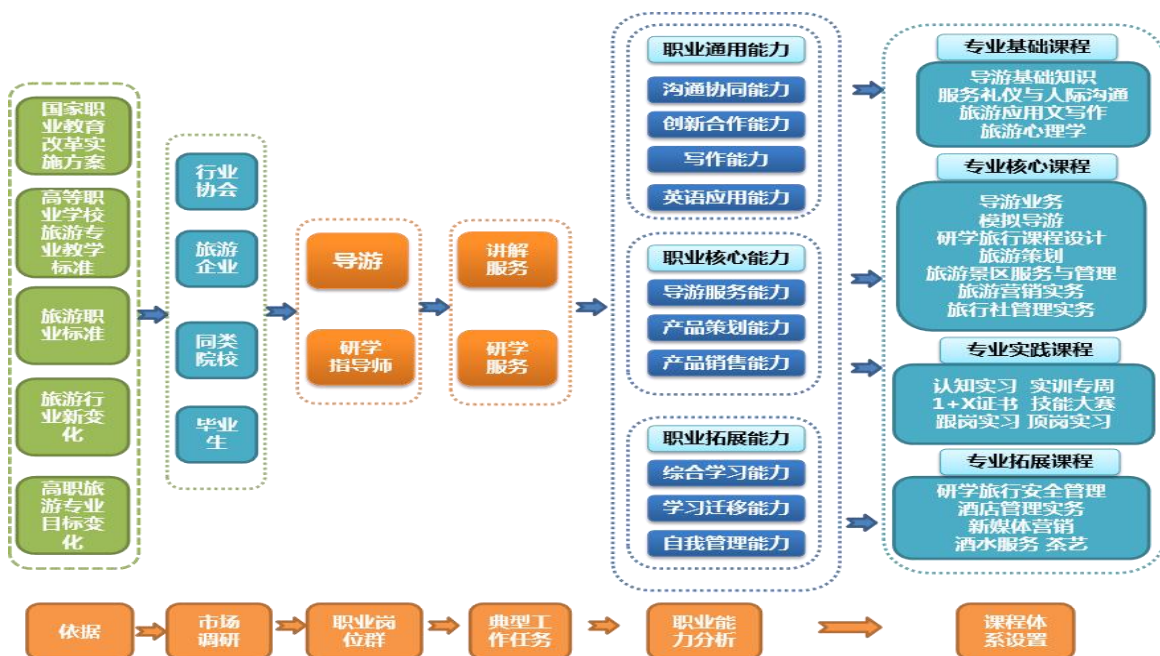 国家职
业教育
改革实
施方案
高等职
业学校
旅游专
业教学
标准
旅游职
业标准
旅游行
业新变
化
高职旅
游专业
目标变
化
行业
协会
旅游
企业
同类
院校
毕业
生
导游
研学
指导师
讲解
服务
研学
服务
职业通用能力
沟通协同能力
创新合作能力
写作能力
英语应用能力
职业核心能力
导游服务能力
产品策划能力
产品销售能力
职业拓展能力
综合学习能力
学习迁移能力
自我管理能力
专业基础课程
导游基础知识
服务礼仪与人际沟通
旅游应用文写作
旅游心理学
专业核心课程
导游业务
模拟导游
研学旅行课程设计
旅游策划
旅游景区服务与管理
旅游营销实务
旅行社管理实务
专业实践课程
认知实习 实训专周
1+X证书 技能大赛
跟岗实习 顶岗实习
专业拓展课程
研学旅行安全管理
酒店管理实务
新媒体营销
酒水服务 茶艺
依据
市场
调研
职业岗
位群
典型工
作任务
职业能
力分析
课程体
系设置